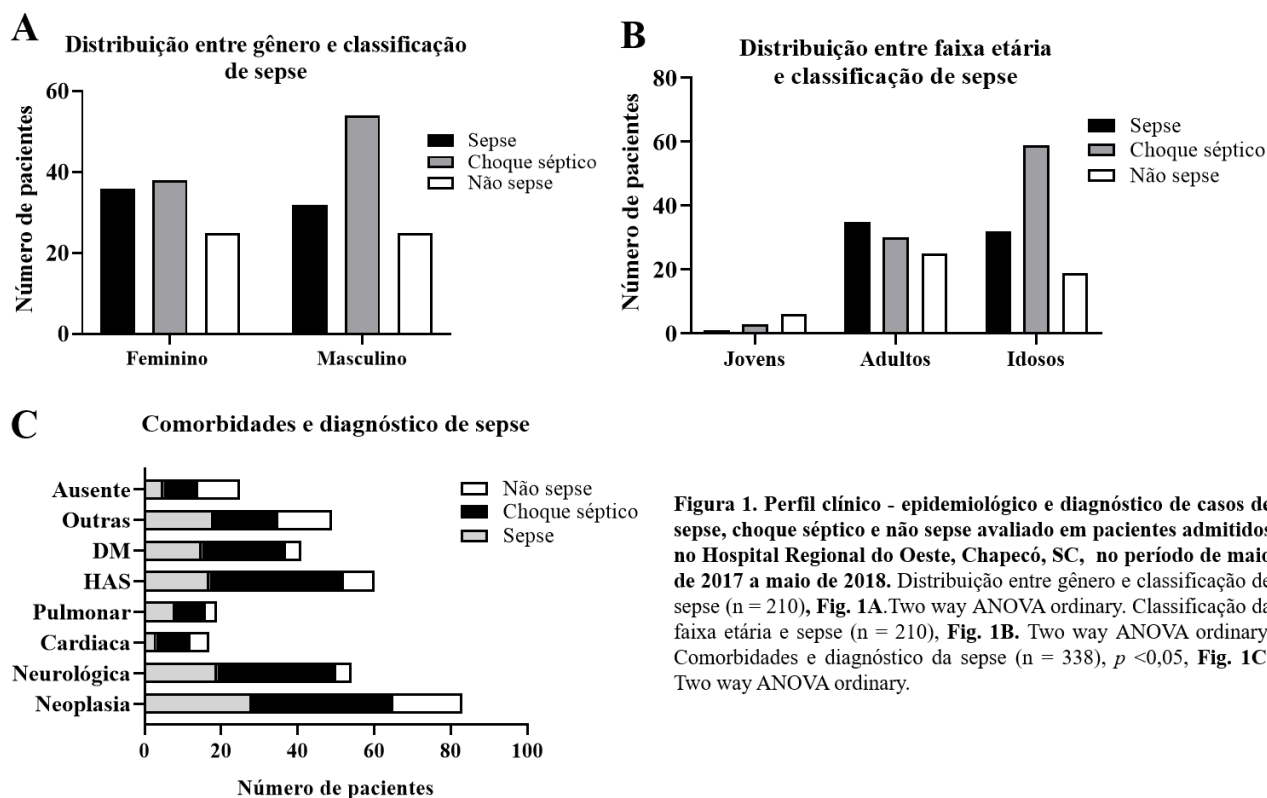 A
Distribuição entre gênero e classificação
de sepse
Número de pacientes
60
40
20
0
Feminino
Masculino
Sepse
Choque séptico
Não sepse
B
Distribuição entre faixa etária
e classificação de sepse
Número de pacientes
80
60
40
20
0
Jovens
Adultos
Idosos
Sepse
Choque séptico
Não sepse
C
Comorbidades e diagnóstico de sepse
Ausente
Outras
DM
HAS
Pulmonar
Cardiaca
Neurológica
Neoplasia
0
20
40
60
80
100
Número de pacientes
Não sepse
Choque séptico
Sepse
Figura 1. Perfil clínico - epidemiológico e diagnóstico de casos de
sepse, choque séptico e não sepse avaliado em pacientes admitidos
no Hospital Regional do Oeste, Chapecó, SC, no período de maio
de 2017 a maio de 2018. Distribuição entre gênero e classificação de
sepse (n = 210), Fig. 1A.Two way ANOVA ordinary. Classificação da
faixa etária e sepse (n = 210), Fig. 1B. Two way ANOVA ordinary
Comorbidades e diagnóstico da sepse (n = 338), p <0,05, Fig. 1C
Two way ANOVA ordinary.